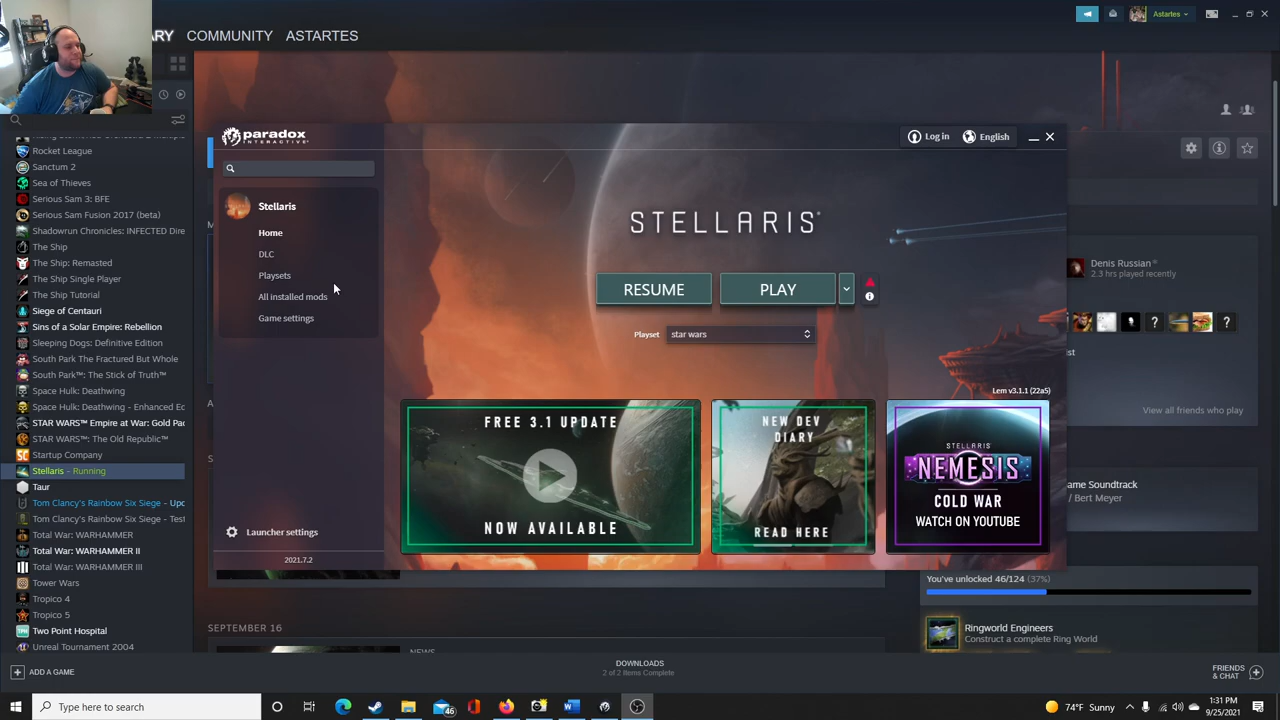 ARY
COMMUNITY
ASTARTES
Astartes
Rocket League
Sanctum 2
Sea of Thieves
Serious Sam 3: BFE
Serious Sam Fusion 2017 (beta)
Shadowrun Chronicles: INFECTED Dire
The Ship
The Ship: Remasted
The Ship Single Player
The Ship Tutorial
Siege of Centauri
Sins of a Solar Empire: Rebellion
Sleeping Dogs: Definitive Edition
South Park The Fractured But Whole
South Park™: The Stick of Truth™
Space Hulk: Deathwing
Space Hulk: Deathwing - Enhanced Ec
STAR WARS™ Empire at War: Gold Pac
STAR WARS™: The Old Republic™
Startup Company
Stellaris - Running
Taur
Tom Clancy's Rainbow Six Siege - Upc
Tom Clancy's Rainbow Six Siege - Test
Total War: WARHAMMER
Total War: WARHAMMER II
Total War: WARHAMMER III
Tower Wars
Tropico 4
Tropico 5
Two Point Hospital
Unreal Tournament 2004
ADD A GAME
paradox
INTERACTIVE
Log in
English
Stellaris
Home
DLC
Playsets
All installed mods
Game settings
Launcher settings
2021.7.2
STELLARIS
RESUME
PLAY
Playset
star wars
Lem v3.1.1 (22a5)
FREE 3.1 UPDATE
NOW AVAILABLE
NEW DEV
DIARY
READ HERE
STELLARIS
NEMESIS
COLD WAR
WATCH ON YOUTUBE
Denis Russian
2.3 hrs played recently
? ?
View all friends who play
ame Soundtrack
/ Bert Meyer
You've unlocked 46/124 (37%)
Ringworld Engineers
Construct a complete Ring World
SEPTEMBER 16
NEWS
DOWNLOADS
2 of 2 Items Complete
FRIENDS
& CHAT
Type here to search
46
74°F Sunny
1:31 PM
9/25/2021